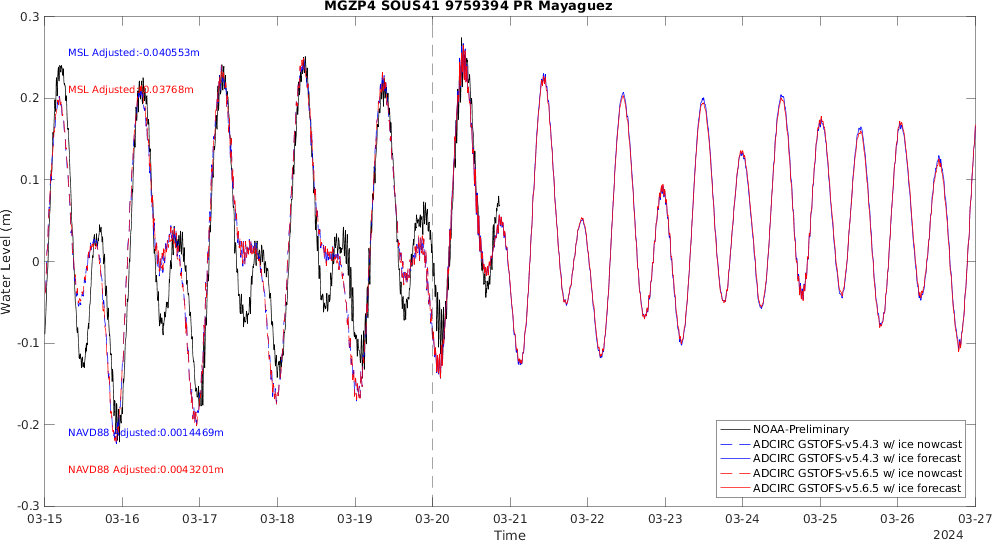 MGZP4 SOUS41 9759394 PR Mayaguez
0.3
0.2
0.1
0
-0.1
-0.2
-0.3
Water Level (m)
MSL Adjusted:-0.040553m
MSL Adjusted:-0.03768m
NAVD88 Adjusted:0.0014469m
NAVD88 Adjusted:0.0043201m
NOAA-Preliminary
ADCIRC GSTOFS-v5.4.3 w/ ice nowcast
ADCIRC GSTOFS-v5.4.3 w/ ice forecast
ADCIRC GSTOFS-v5.6.5 w/ ice nowcast
ADCIRC GSTOFS-v5.6.5 w/ ice forecast
03-15 03-16 03-17 03-18 03-19 03-20 03-21 03-22 03-23 03-24 03-25 03-26 03-27
Time
2024